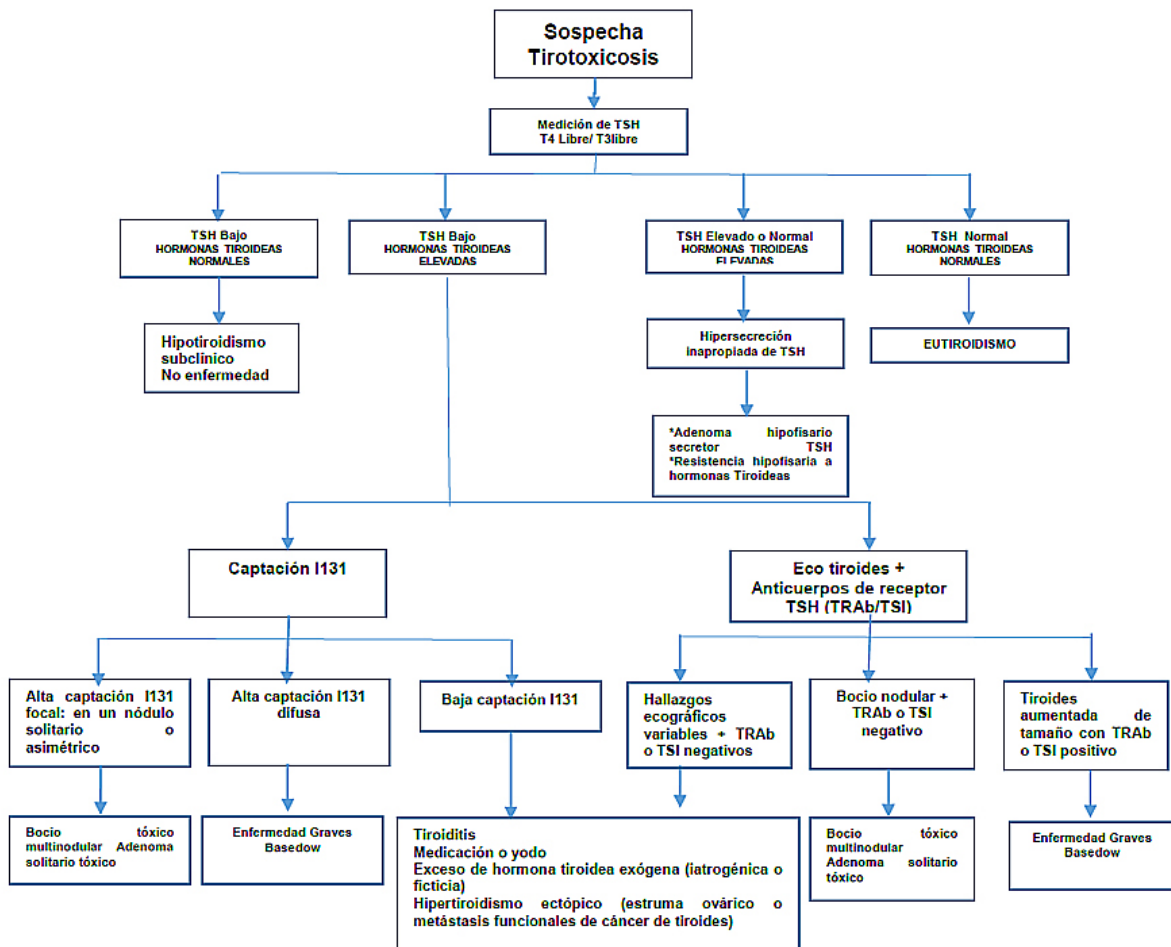 Sospecha
Tirotoxicosis
Medición de TSH
T4 Libre/ T3libre
TSH Bajo
HORMONAS TIROIDEAS
NORMALES
TSH Bajo
HORMONAS TIROIDEAS
ELEVADAS
TSH Elevado o Normal
HORMONAS TIROIDEAS
ELEVADAS
TSH Normal
HORMONAS TIROIDEAS
NORMALES
Hipotiroidismo
subclinico
No enfermedad
Hipersecreción
inapropiada de TSH
EUTIROIDISMO
*Adenoma hipofisario
secretor TSH
*Resistencia hipofisaria a
hormonas Tiroideas
Captación I131
Eco tiroides +
Anticuerpos de receptor
TSH (TRAb/TSI)
Alta captación I131
focal: en un nódulo
solitario o
asimétrico
Alta captación I131
difusa
Baja captación I131
Hallazgos
ecográficos
variables + TRAb
o TSI negativos
Bocio nodular +
TRAb o TSI
negativo
Tiroides
aumentada de
tamaño con TRAb
o TSI positivo
Bocio tóxico
multinodular Adenoma
solitario tóxico
Enfermedad Graves
Basedow
Tiroiditis
Medicación o yodo
Exceso de hormona tiroidea exógena (iatrogénica o
ficticia)
Hipertiroidismo ectópico (estruma ovárico o
metástasis funcionales de cáncer de tiroides)
Bocio tóxico
multinodular
Adenoma solitario
tóxico
Enfermedad Graves
Basedow